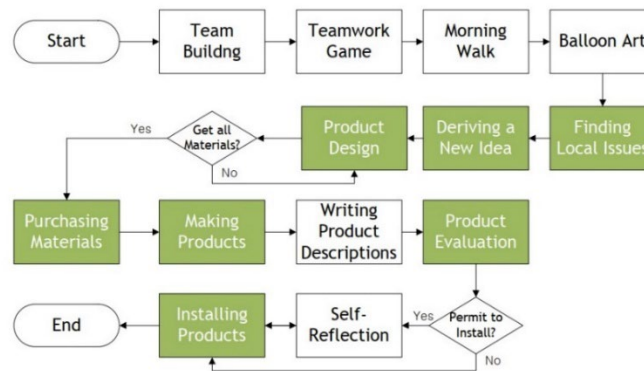 Start
Team
Buildng
Teamwork
Game
Morning
Walk
Balloon Art
Finding
Local Issues
Deriving a
New Idea
Product
Design
Get all
Materials?
Yes
No
Purchasing
Materials
Making
Products
Writing
Product
Descriptions
Product
Evaluation
Permit to
Install?
Yes
No
Self-
Reflection
Installing
Products
End